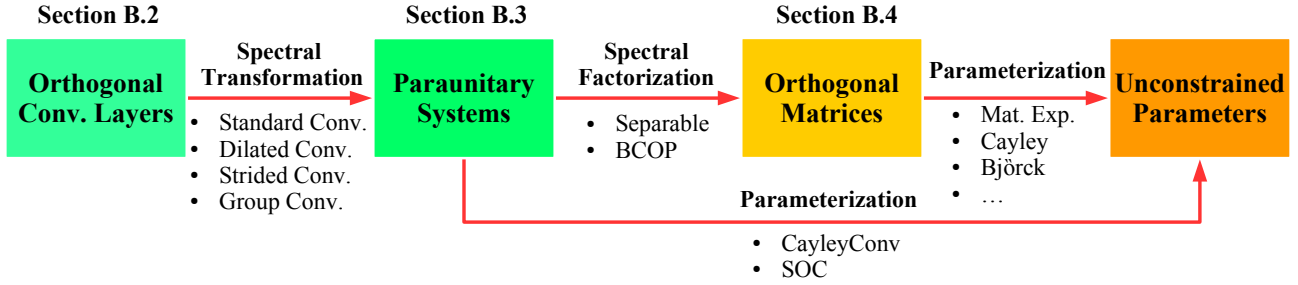 Section B.2
Section B.3
Section B.4
Orthogonal
Conv. Layers
Spectral
Transformation
• Standard Conv.
• Dilated Conv.
• Strided Conv.
• Group Conv.
Paraunitary
Systems
Spectral
Factorization
• Separable
• BCOP
Orthogonal
Matrices
Parameterization
• Mat. Exp.
• Cayley
• Björck
• …
Unconstrained
Parameters
Parameterization
• CayleyConv
• SOC